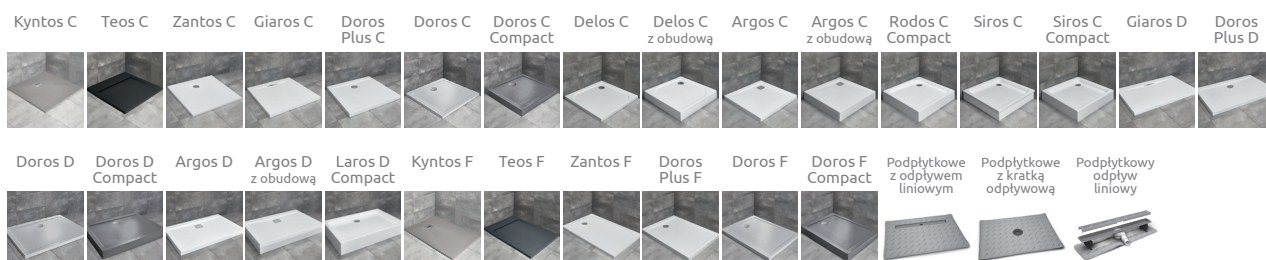 Kyntos C
Teos C
Zantos C
Giaros C
Doros
Plus C
Doros C
Doros C
Compact
Delos C
Delos C
z obudową
Argos C
Argos C
z obudową
Rodos C
Compact
Siros C
Siros C
Compact
Giaros D
Doros
Plus D
Doros D
Doros D
Compact
Argos D
Argos D
z obudową
Laros D
Compact
Kyntos F
Teos F
Zantos F
Doros
Plus F
Doros F
Doros F
Compact
Podpłytkowe
z odpływem
liniowym
Podpłytkowe
z kratką
odpływową
Podpłytkowy
odpływ
liniowy